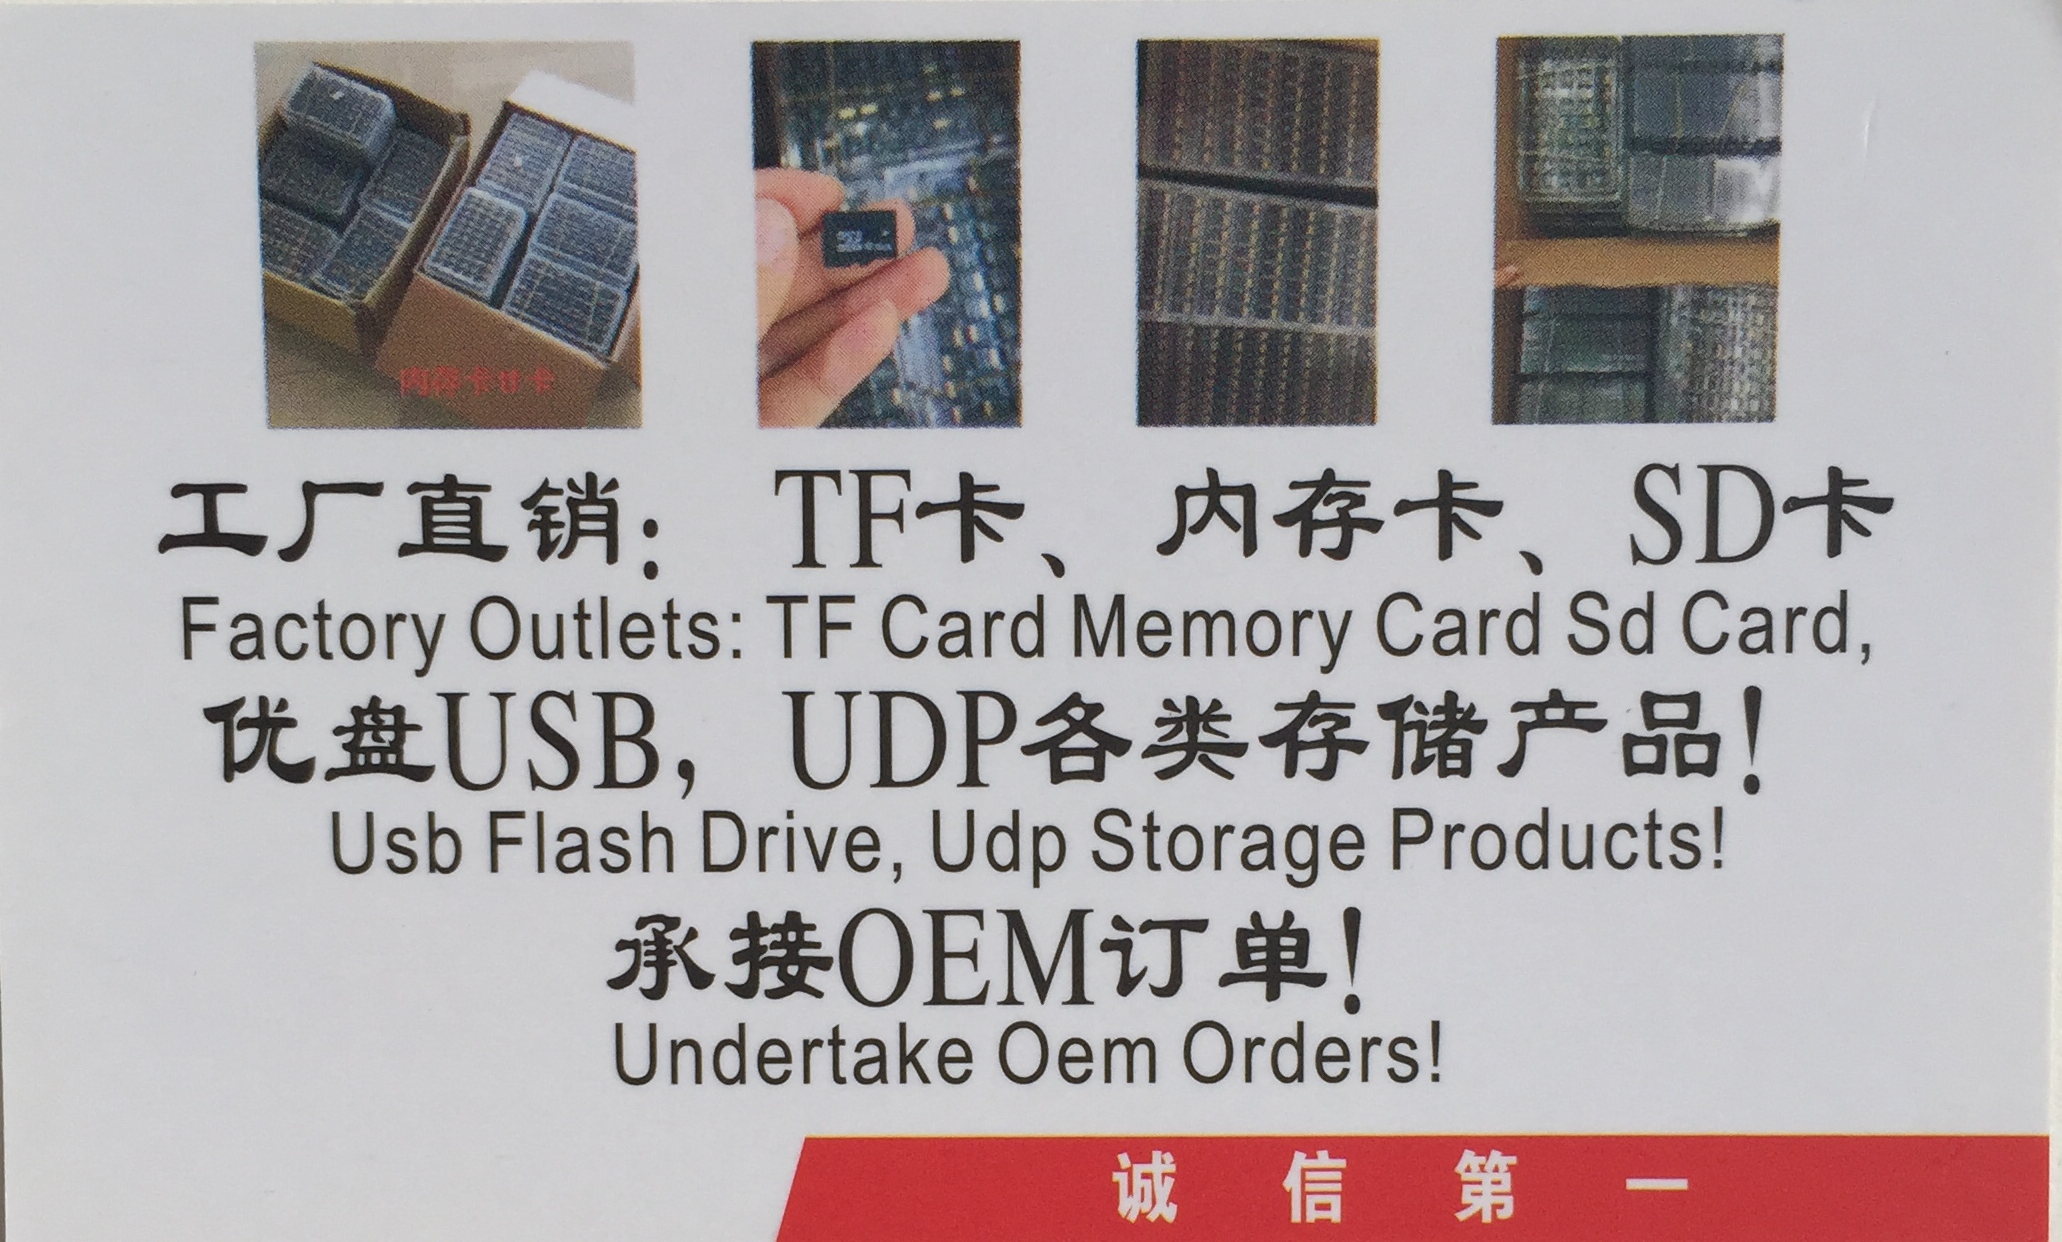 内存卡tf卡
工厂直销： TF卡、内存卡、SD卡
Factory Outlets: TF Card Memory Card Sd Card,
优盘USB，UDP各类存储产品！
Usb Flash Drive, Udp Storage Products!
承接OEM订单！
Undertake Oem Orders!
诚信第一